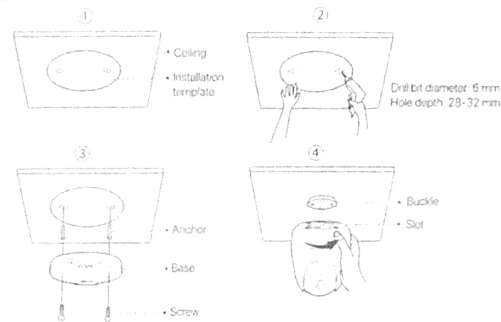 1
2
Ceiling
Installation
template
Drill bit diameter 6 mm
Hole depth 28-32 mm
3
4
Anchor
Base
Screw
Buckle
Slot